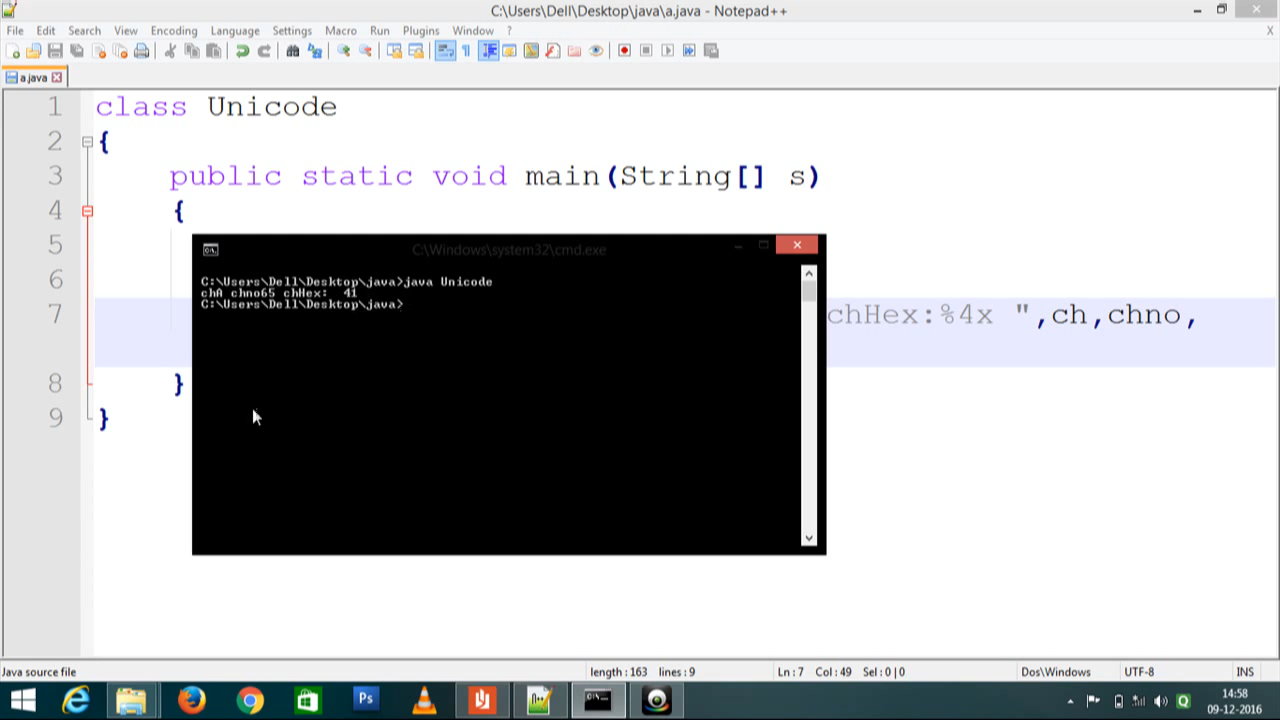 C:\Users\Dell\Desktop\java\a.java - Notepad++
File Edit Search View Encoding Language Settings Macro Run Plugins Window ? X
a.java
1 class Unicode
2 {
3 public static void main(String[] s)
4 {
5
6
7 chHex:%4x ",ch,chno,
8 }
9 }
C:\Windows\system32\cmd.exe
C:\Users\Dell\Desktop\java>java Unicode
chA chno65 chHex:  41
C:\Users\Dell\Desktop\java>
Java source file length : 163 lines : 9 Ln : 7 Col : 49 Sel : 0 | 0 Dos\Windows UTF-8 INS
Ps
14:58
09-12-2016